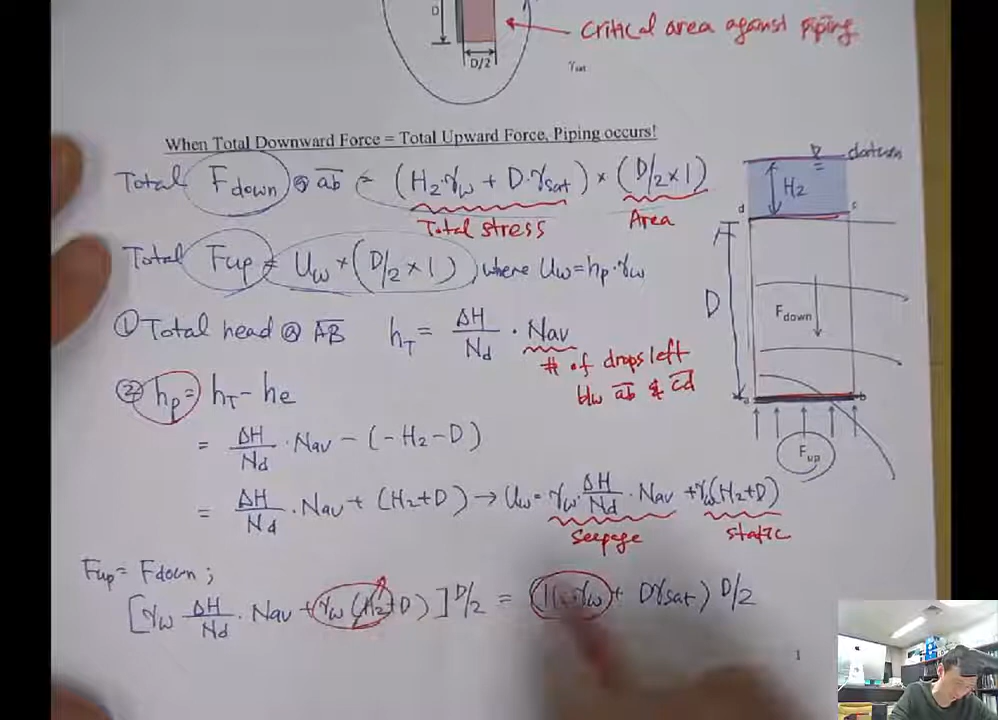 D
D/2
critical area against piping
γsat
When Total Downward Force = Total Upward Force, Piping occurs!
Total Fdown @ ab = (H2·γw + D·γsat) × (D/2 × 1)
Total stress
Area
Total Fup = Uw × (D/2 × 1), where Uw = hp·γw
① Total head @ AB hT = ΔH/Nd · Nav
# of drops left
b/w ab & cd
② hp = hT - he
= ΔH/Nd · Nav - (-H2 - D)
= ΔH/Nd · Nav + (H2+D) → Uw = γw · ΔH/Nd · Nav + γw(H2+D)
seepage
static
Fup = Fdown ;
[γw ΔH/Nd · Nav + γw(H2+D)] D/2 = (H2·γw + Dγsat) D/2
datum
H2
d
c
D
Fdown
a
b
Fup
1